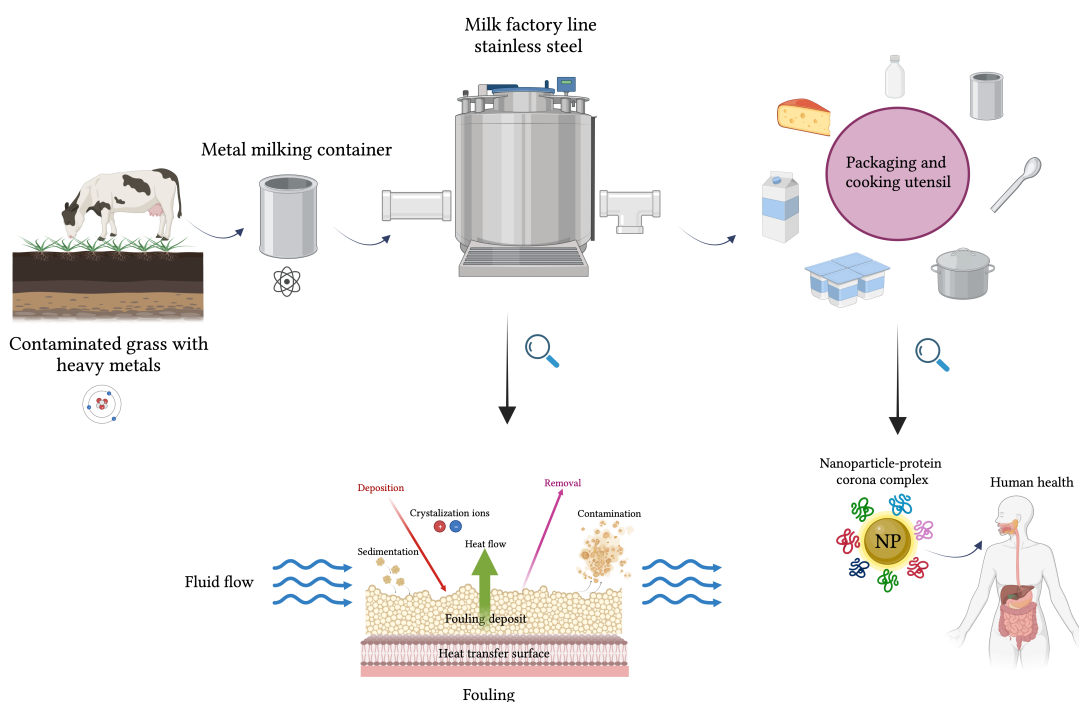 Milk factory line
stainless steel
Metal milking container
Packaging and
cooking utensil
Contaminated grass with
heavy metals
Nanoparticle-protein
corona complex
Human health
Deposition
Removal
Crystalization ions
+ −
Contamination
Heat flow
Sedimentation
NP
Fluid flow
Fouling deposit
Heat transfer surface
Fouling